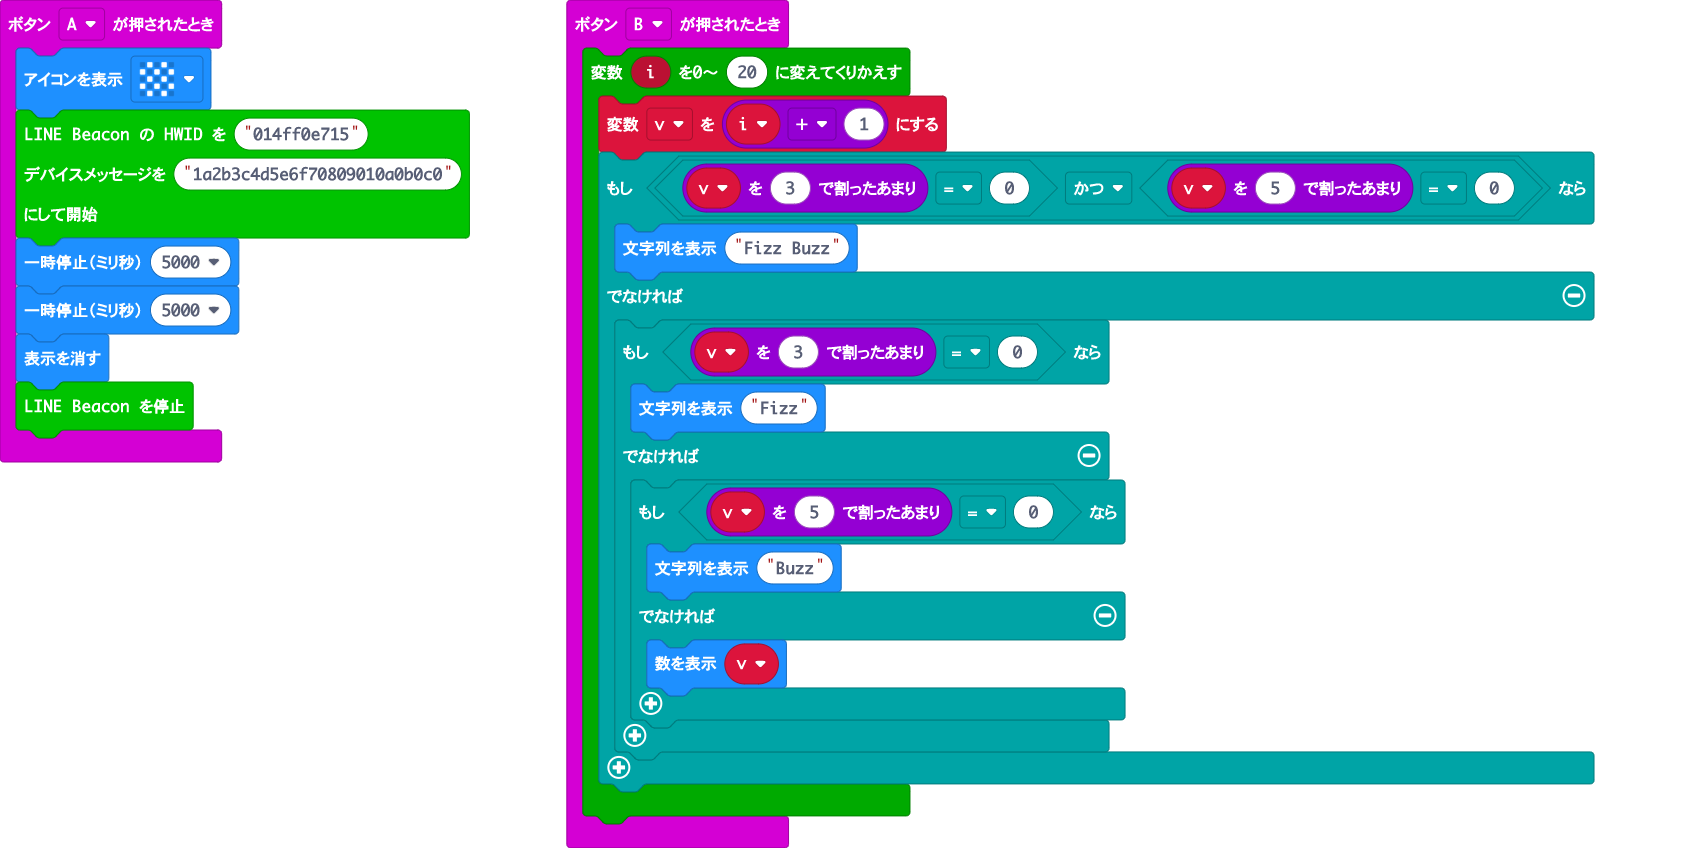 ボタン A が押されたとき
アイコンを表示
LINE Beacon の HWID を "014ff0e715"
デバイスメッセージを "1a2b3c4d5e6f70809010a0b0c0"
にして開始
一時停止(ミリ秒) 5000
一時停止(ミリ秒) 5000
表示を消す
LINE Beacon を停止
ボタン B が押されたとき
変数 i を0〜 20 に変えてくりかえす
変数 v を i + 1 にする
もし v を 3 で割ったあまり = 0 かつ v を 5 で割ったあまり = 0 なら
文字列を表示 "Fizz Buzz"
でなければ
もし v を 3 で割ったあまり = 0 なら
文字列を表示 "Fizz"
でなければ
もし v を 5 で割ったあまり = 0 なら
文字列を表示 "Buzz"
でなければ
数を表示 v